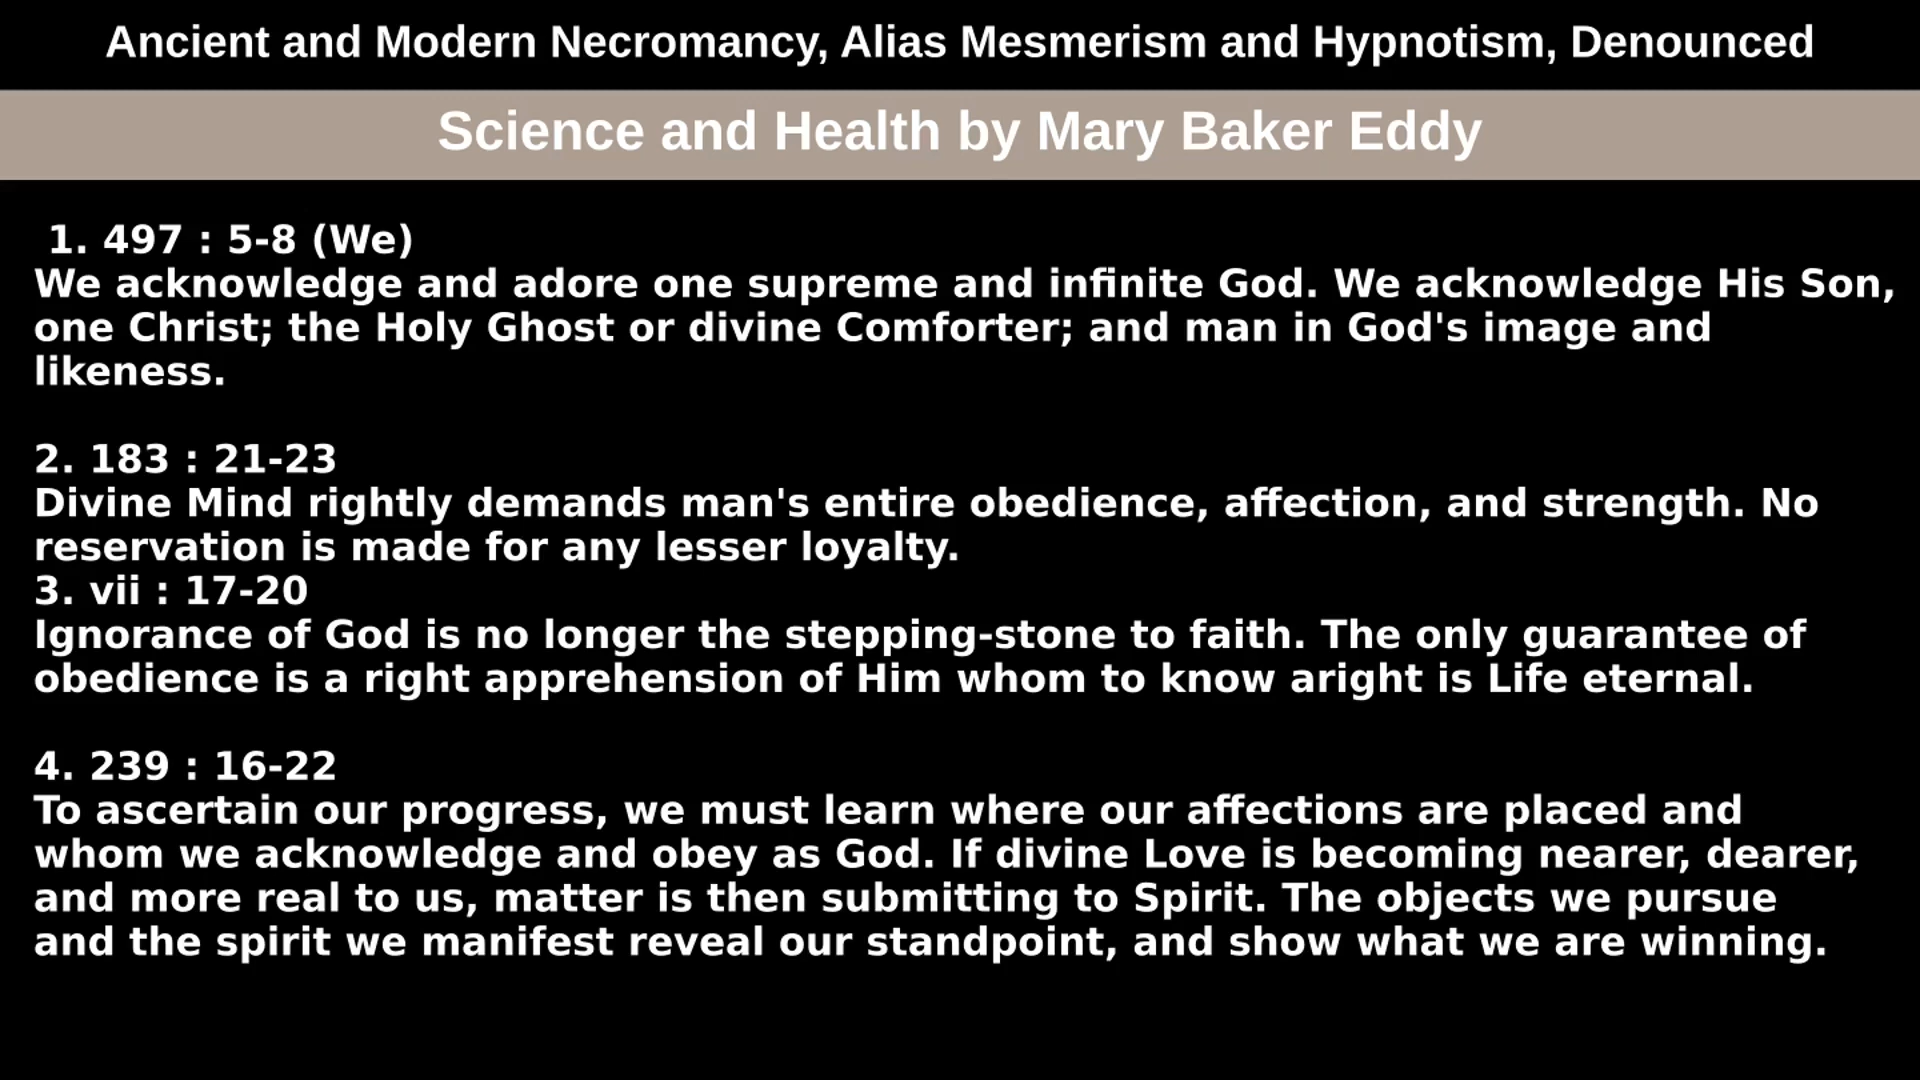 Ancient and Modern Necromancy, Alias Mesmerism and Hypnotism, Denounced
Science and Health by Mary Baker Eddy
1. 497 : 5-8 (We)
We acknowledge and adore one supreme and infinite God. We acknowledge His Son,
one Christ; the Holy Ghost or divine Comforter; and man in God's image and
likeness.
2. 183 : 21-23
Divine Mind rightly demands man's entire obedience, affection, and strength. No
reservation is made for any lesser loyalty.
3. vii : 17-20
Ignorance of God is no longer the stepping-stone to faith. The only guarantee of
obedience is a right apprehension of Him whom to know aright is Life eternal.
4. 239 : 16-22
To ascertain our progress, we must learn where our affections are placed and
whom we acknowledge and obey as God. If divine Love is becoming nearer, dearer,
and more real to us, matter is then submitting to Spirit. The objects we pursue
and the spirit we manifest reveal our standpoint, and show what we are winning.